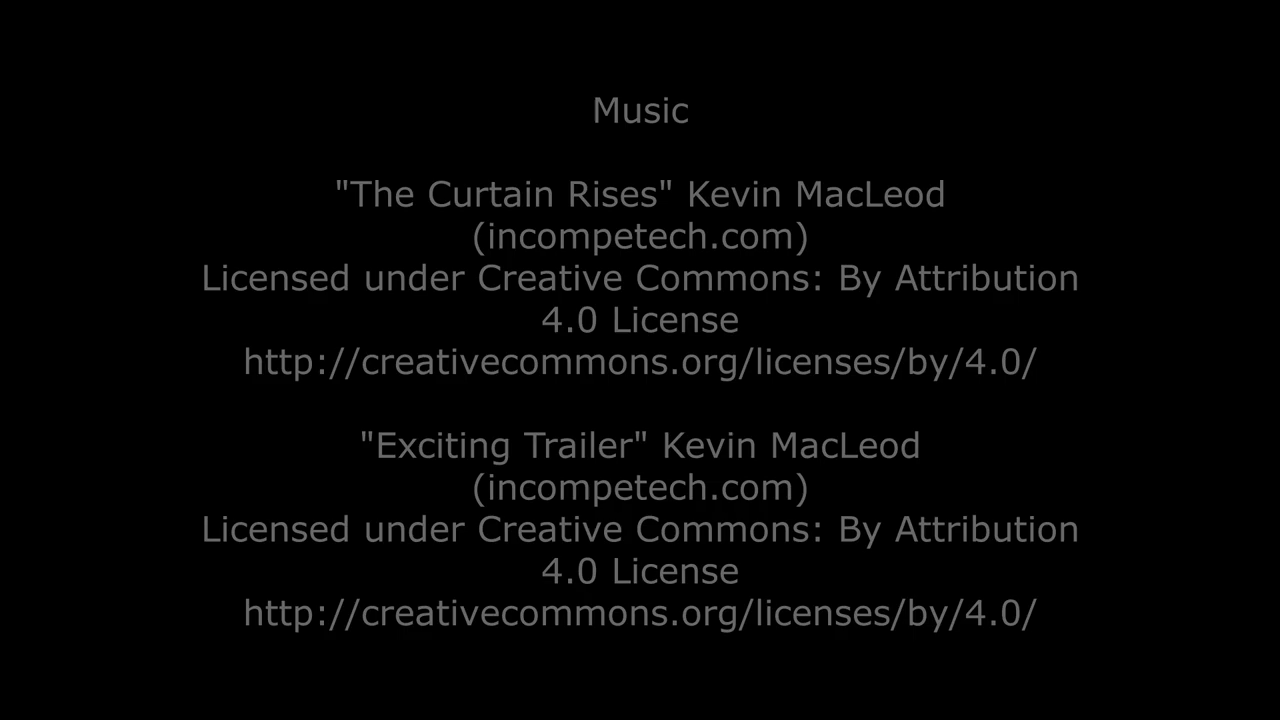 Music
"The Curtain Rises" Kevin MacLeod
(incompetech.com)
Licensed under Creative Commons: By Attribution
4.0 License
http://creativecommons.org/licenses/by/4.0/
"Exciting Trailer" Kevin MacLeod
(incompetech.com)
Licensed under Creative Commons: By Attribution
4.0 License
http://creativecommons.org/licenses/by/4.0/